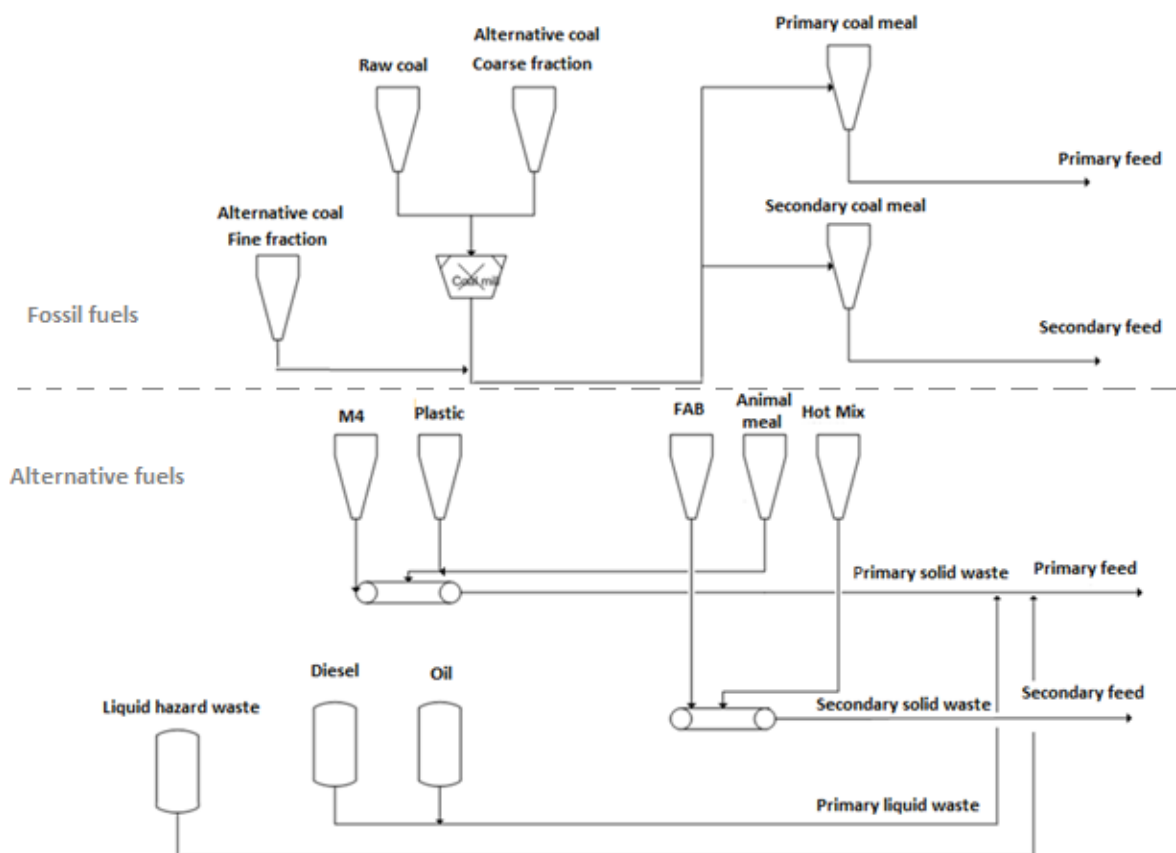 Primary coal meal
Alternative coal
Coarse fraction
Raw coal
Primary feed
Alternative coal
Fine fraction
Secondary coal meal
Coal mill
Fossil fuels
Secondary feed
M4
Plastic
FAB
Animal
meal
Hot Mix
Alternative fuels
Primary solid waste
Primary feed
Diesel
Oil
Liquid hazard waste
Secondary solid waste
Secondary feed
Primary liquid waste